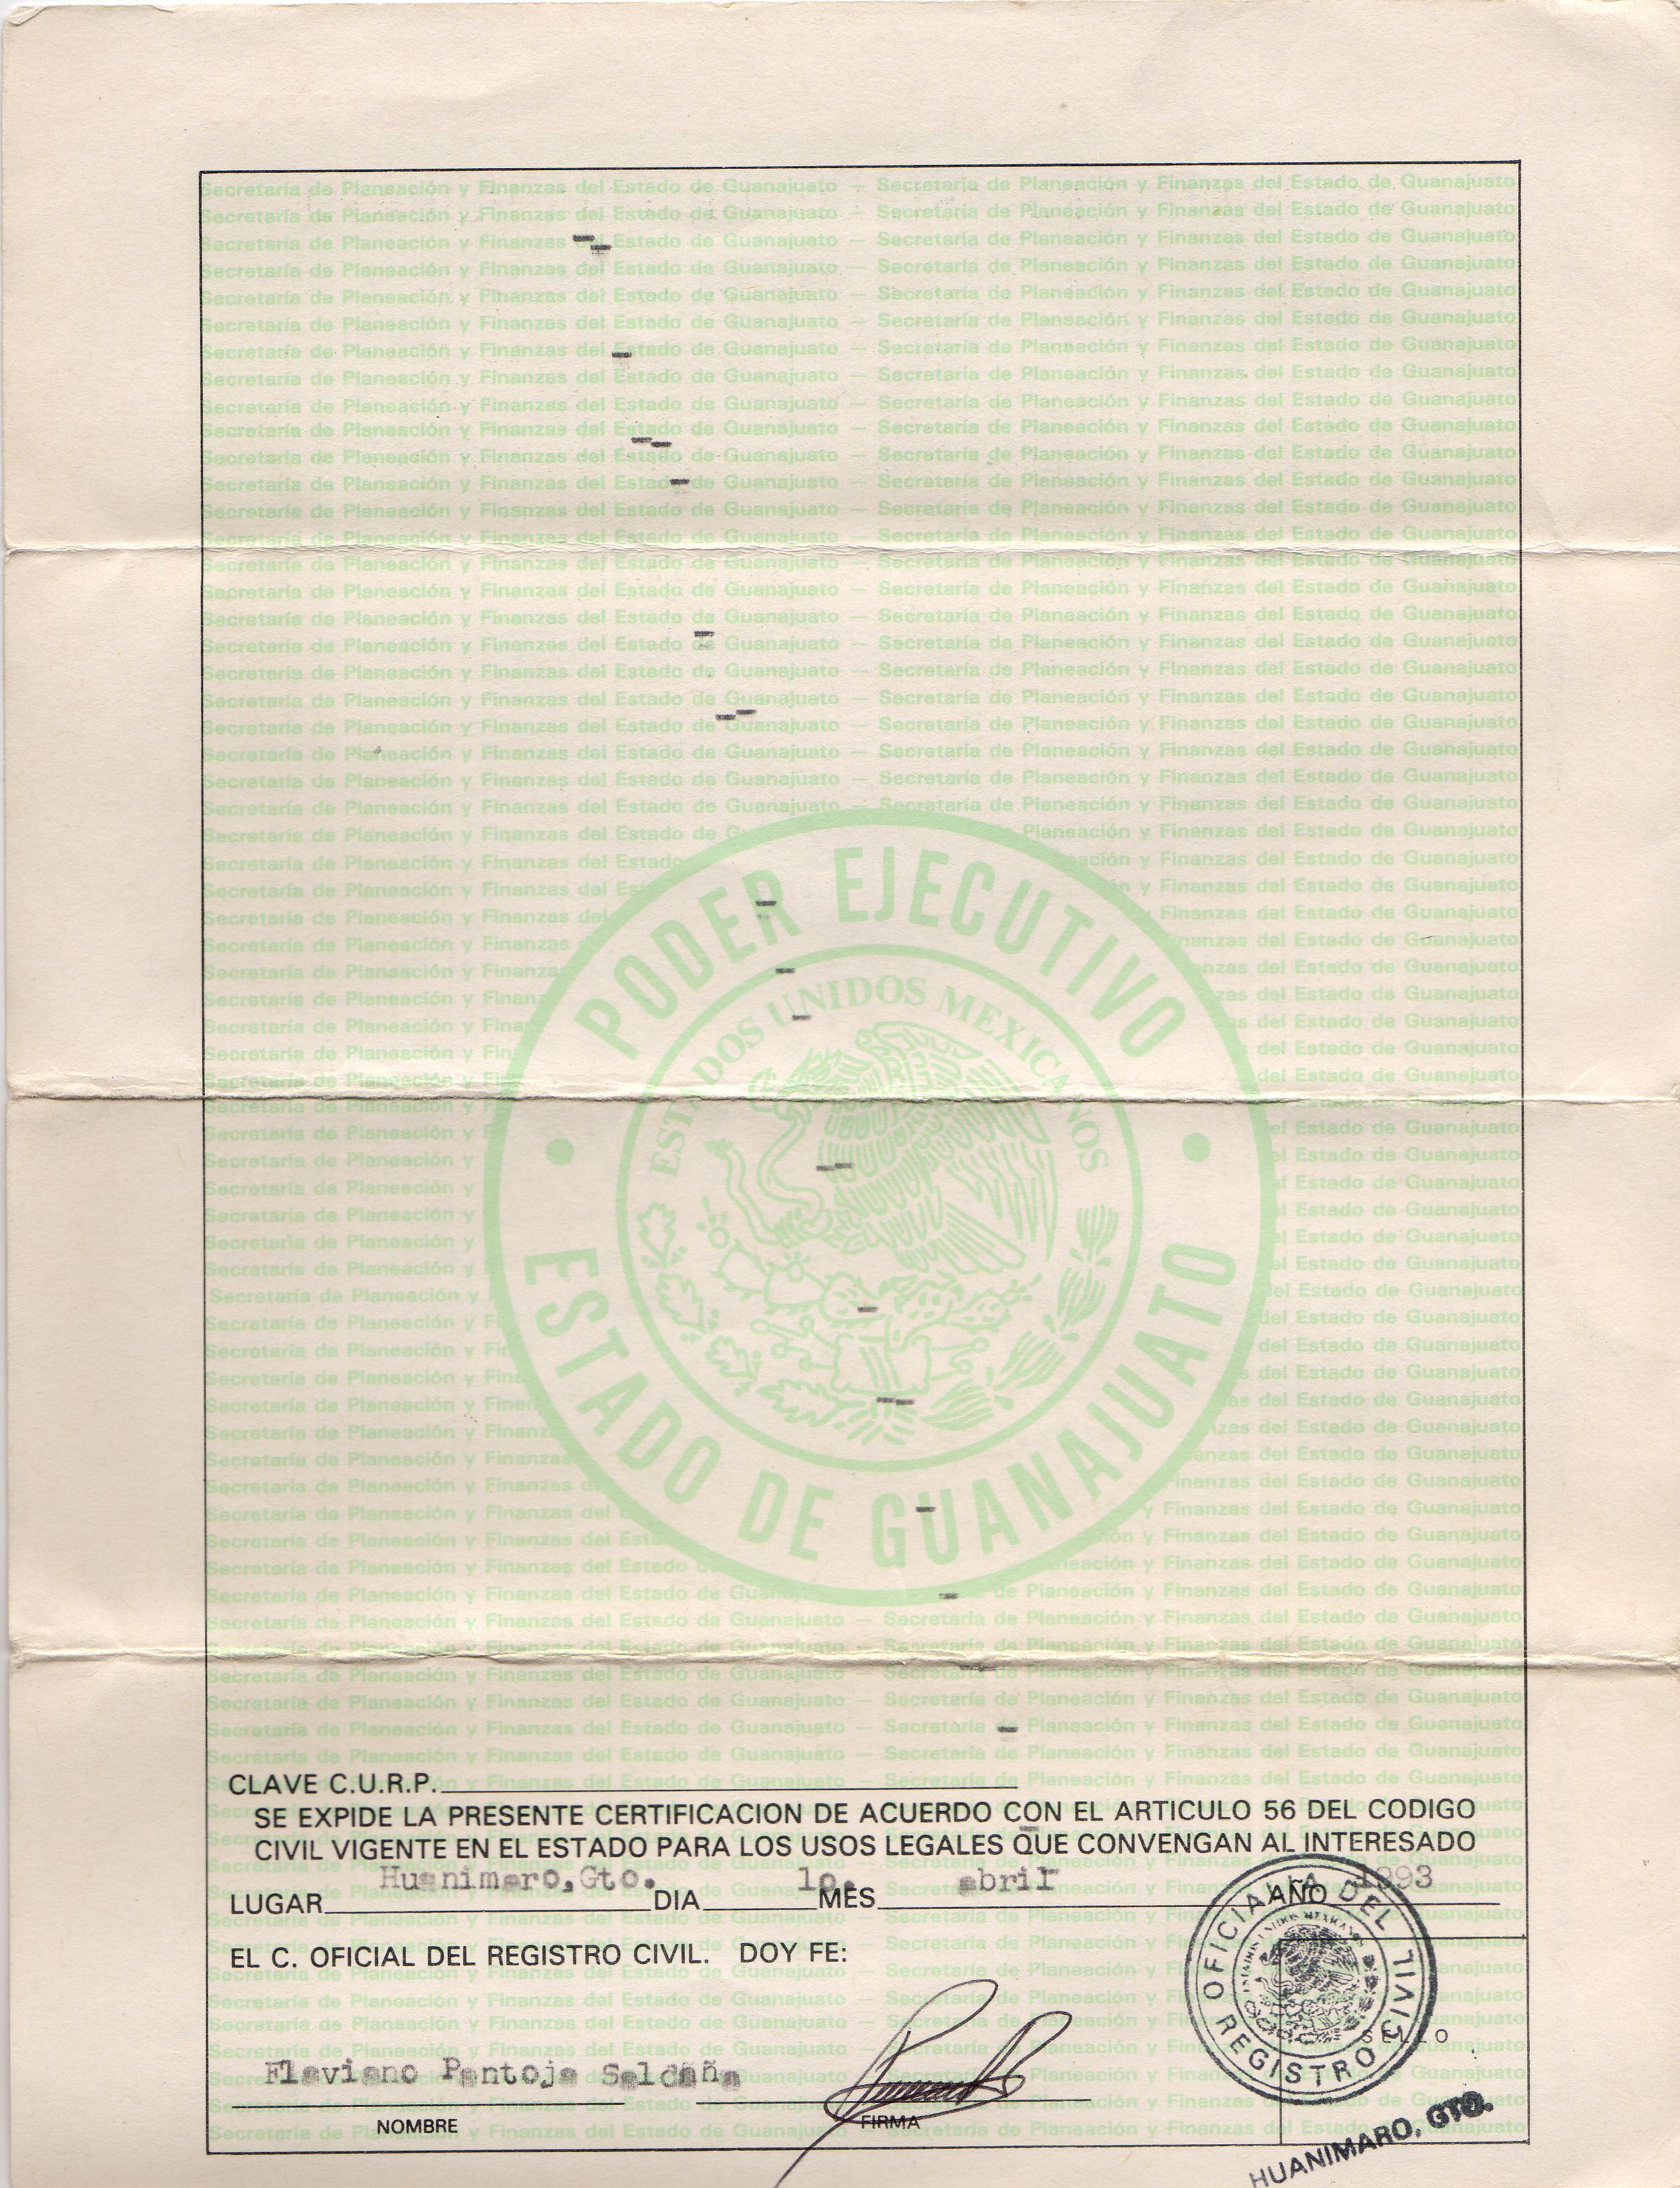 Secretaría de Planeación y Finanzas del Estado de Guanajuato — Secretaría de Planeación y Finanzas del Estado de Guanajuato
PODER EJECUTIVO
ESTADOS UNIDOS MEXICANOS
ESTADO DE GUANAJUATO
CLAVE C.U.R.P.
SE EXPIDE LA PRESENTE CERTIFICACION DE ACUERDO CON EL ARTICULO 56 DEL CODIGO
CIVIL VIGENTE EN EL ESTADO PARA LOS USOS LEGALES QUE CONVENGAN AL INTERESADO
LUGAR Huanimaro, Gto. DIA 1o. MES abril AÑO 1993
EL C. OFICIAL DEL REGISTRO CIVIL. DOY FE:
OFICIALIA DEL REGISTRO CIVIL
ESTADOS UNIDOS MEXICANOS
SELLO
Flaviano Pantoja Saldaña
NOMBRE FIRMA
HUANIMARO, GTO.